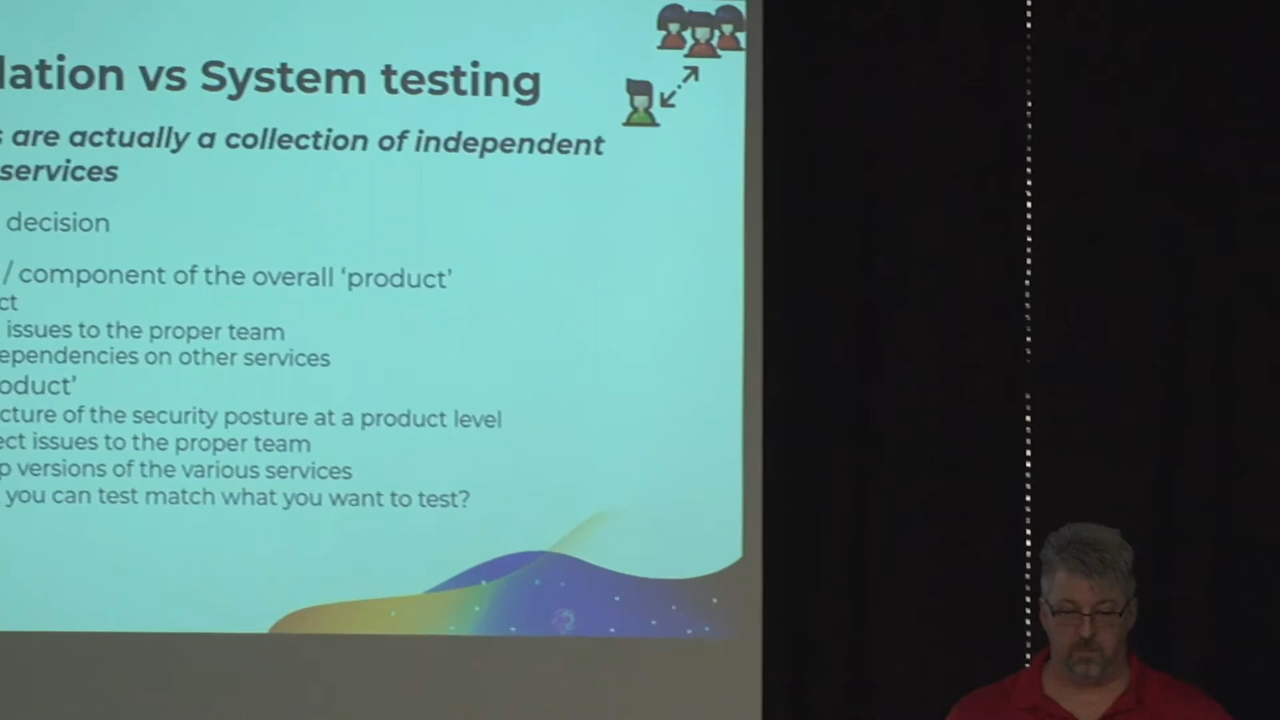 lation vs System testing
s are actually a collection of independent
services
decision
/ component of the overall ‘product’
ct
issues to the proper team
ependencies on other services
oduct’
cture of the security posture at a product level
ect issues to the proper team
p versions of the various services
you can test match what you want to test?